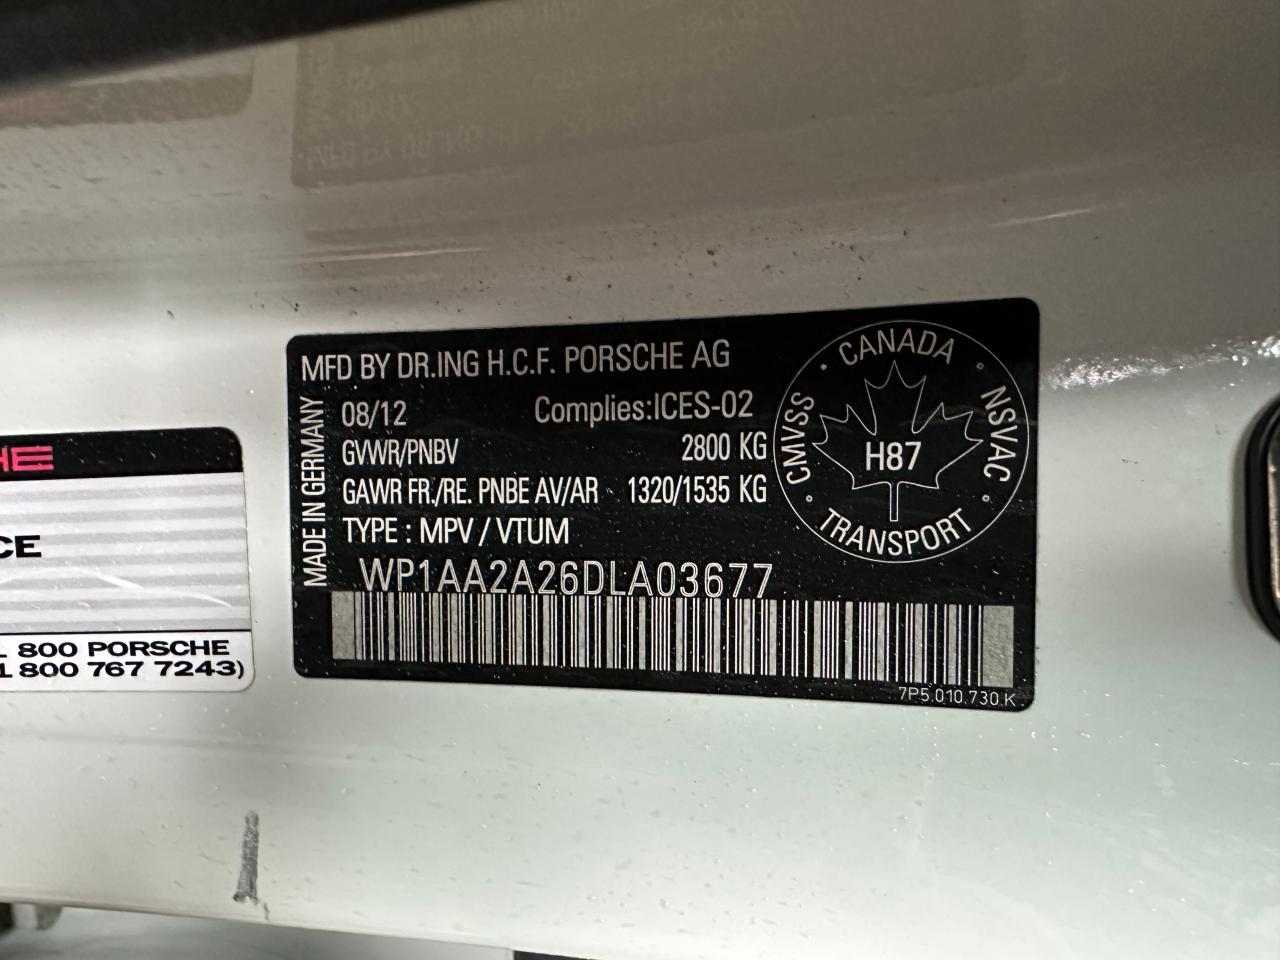 MFD BY DR.ING H.C.F. PORSCHE AG
08/12 Complies:ICES-02
GVWR/PNBV 2800 KG
GAWR FR./RE. PNBE AV/AR 1320/1535 KG
TYPE : MPV / VTUM
WP1AA2A26DLA03677
7P5.010.730.K
MADE IN GERMANY
CANADA
CMVSS
NSVAC
H87
TRANSPORT
HE
CE
800 PORSCHE
1 800 767 7243)